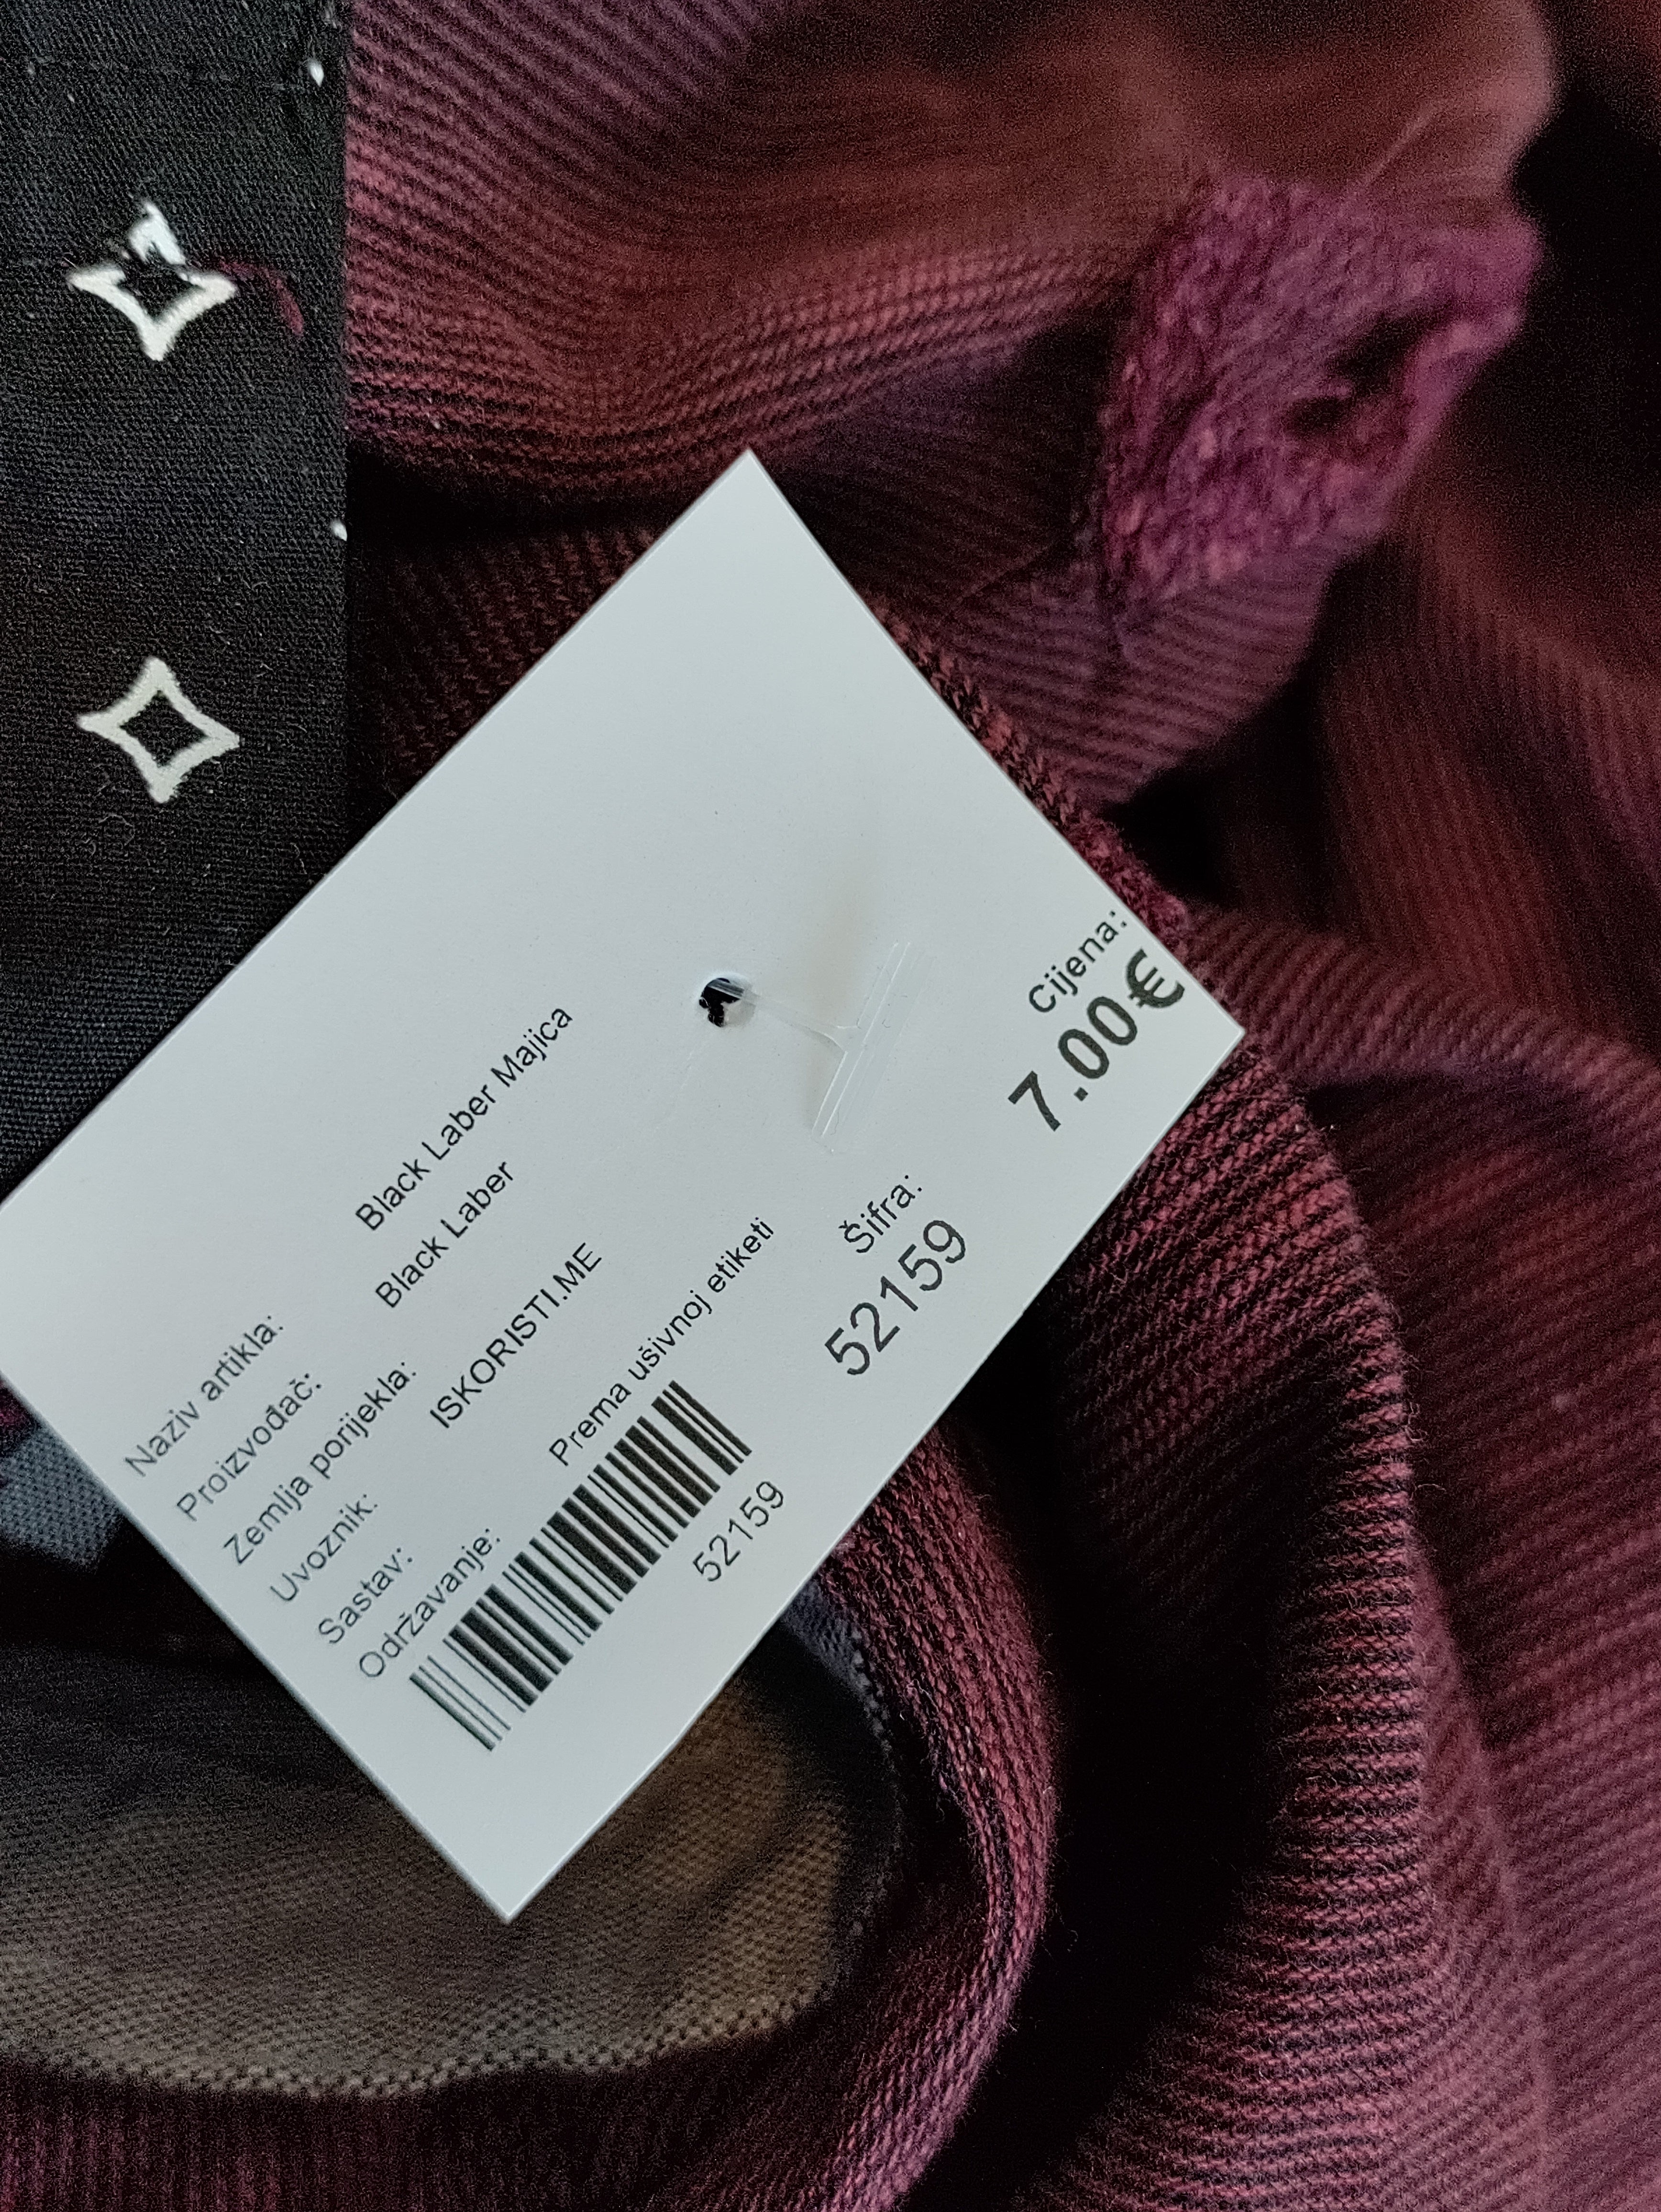 Naziv artikla: Black Laber Majica
Proizvođač: Black Laber
Zemlja porijekla:
Uvoznik: ISKORISTI.ME
Sastav:
Održavanje: Prema ušivnoj etiketi
52159
Šifra:
52159
Cijena:
7.00€